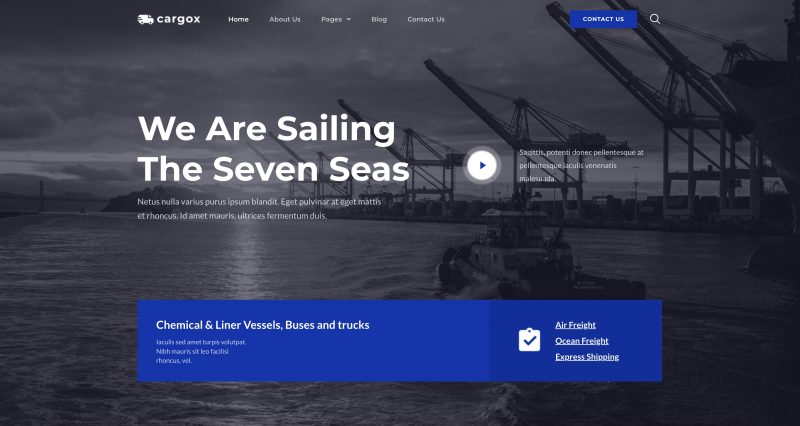 cargox
Home
About Us
Pages
Blog
Contact Us
CONTACT US
We Are Sailing
The Seven Seas
Netus nulla varius purus ipsum blandit. Eget pulvinar at eget mattis
et rhoncus. Id amet mauris, ultrices fermentum duis.
Sagittis, potenti donec pellentesque at
pellentesque iaculis venenatis
malesuada.
Chemical & Liner Vessels, Buses and trucks
Iaculis sed amet turpis volutpat.
Nibh mauris sit leo facilisi
rhoncus, vel.
Air Freight
Ocean Freight
Express Shipping